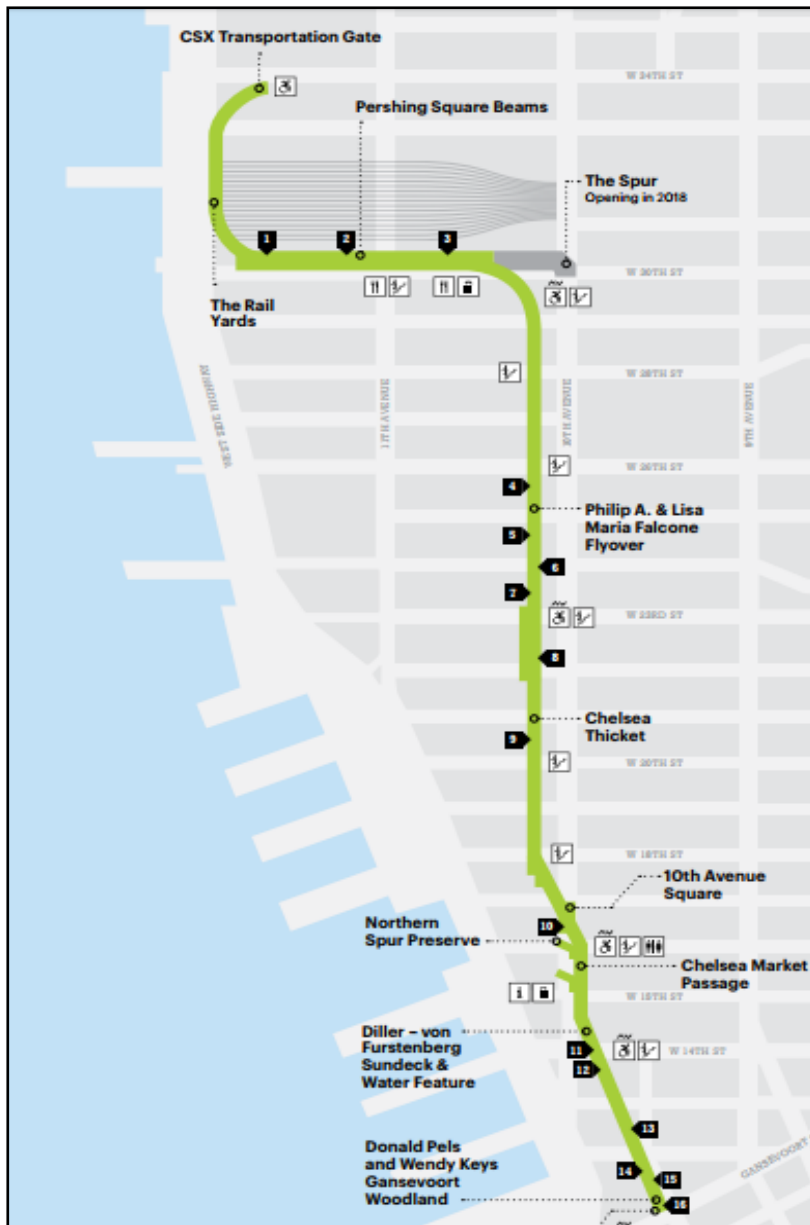 CSX Transportation Gate
W 34TH ST
Pershing Square Beams
The Spur
Opening in 2018
1
2
3
W 30TH ST
The Rail
Yards
WEST SIDE HIGHWAY
11TH AVENUE
10TH AVENUE
9TH AVENUE
W 28TH ST
W 26TH ST
4
Philip A. & Lisa
Maria Falcone
Flyover
5
6
7
W 23RD ST
8
Chelsea
Thicket
9
W 20TH ST
W 18TH ST
10th Avenue
Square
10
Northern
Spur Preserve
Chelsea Market
Passage
i
Diller – von
Furstenberg
Sundeck &
Water Feature
11
W 14TH ST
12
13
Donald Pels
and Wendy Keys
Gansevoort
Woodland
14
15
16
GANSEVOORT